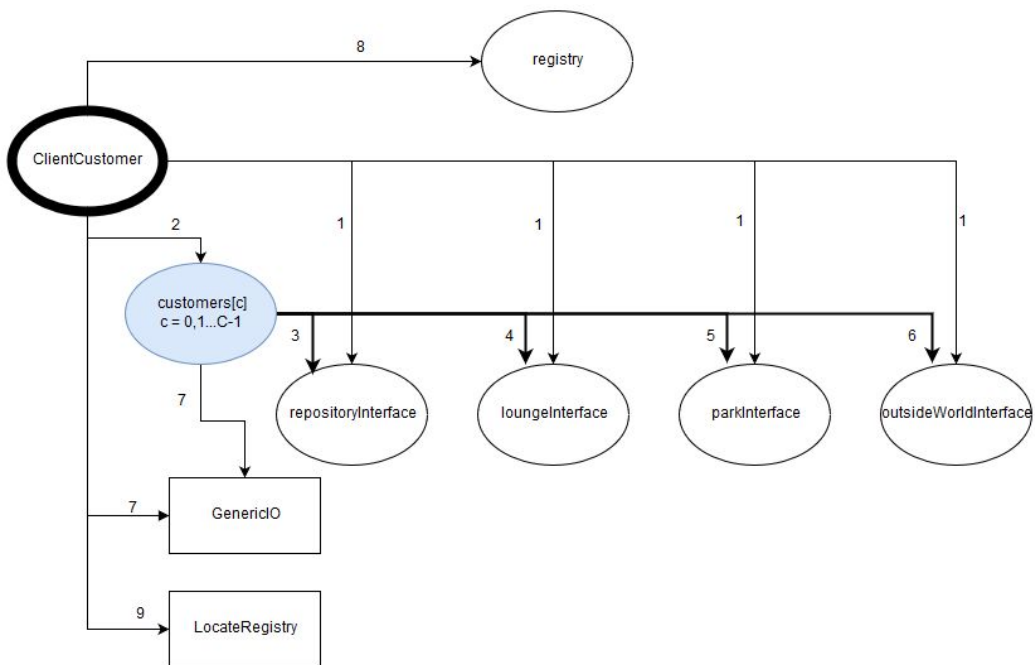 8
registry
ClientCustomer
2
1
1
1
1
customers[c]
c = 0,1...C-1
3
4
5
6
7
repositoryInterface
loungeInterface
parkInterface
outsideWorldInterface
7
GenericIO
9
LocateRegistry